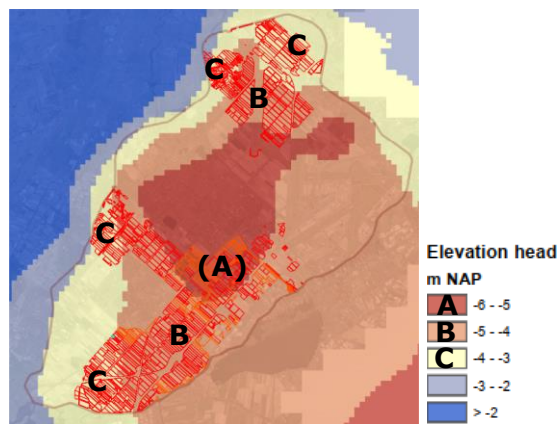 C
C
B
C
(A)
B
C
Elevation head
m NAP
A -6 - -5
B -5 - -4
C -4 - -3
-3 - -2
> -2